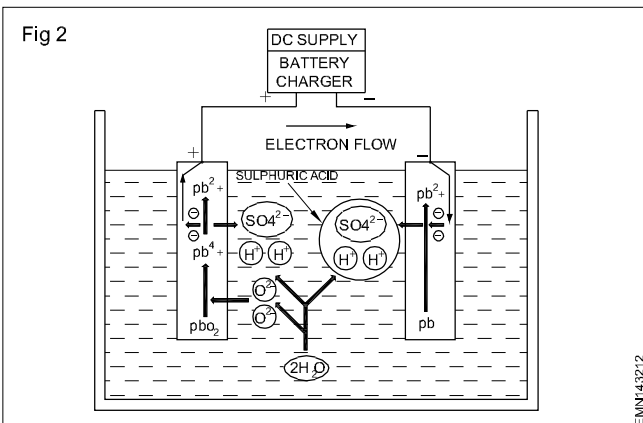 Fig 2
DC SUPPLY
BATTERY
CHARGER
+ −
ELECTRON FLOW
+ −
SULPHURIC ACID
pb2+
pb2+
⊖
SO42−
SO42−
⊖
⊖
⊖
pb4+
H+ H+
H+ H+
O2−
O2−
pbo2
pb
2H2O
EMN143212